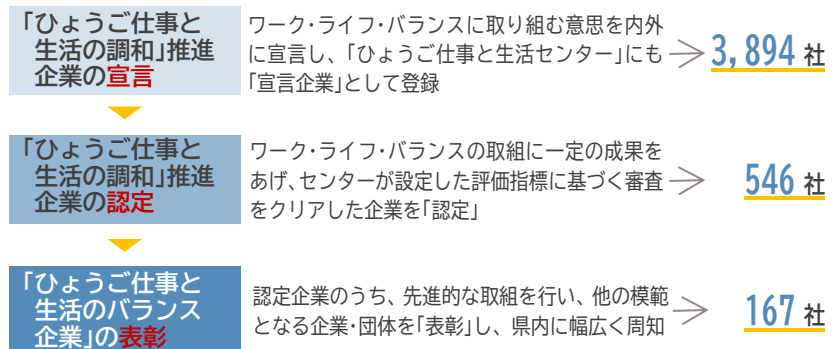 「ひょうご仕事と
生活の調和」推進
企業の宣言
ワーク・ライフ・バランスに取り組む意思を内外
に宣言し、「ひょうご仕事と生活センター」にも
「宣言企業」として登録
3,894 社
「ひょうご仕事と
生活の調和」推進
企業の認定
ワーク・ライフ・バランスの取組に一定の成果を
あげ、センターが設定した評価指標に基づく審査
をクリアした企業を「認定」
546 社
「ひょうご仕事と
生活のバランス
企業」の表彰
認定企業のうち、先進的な取組を行い、他の模範
となる企業・団体を「表彰」し、県内に幅広く周知
167 社